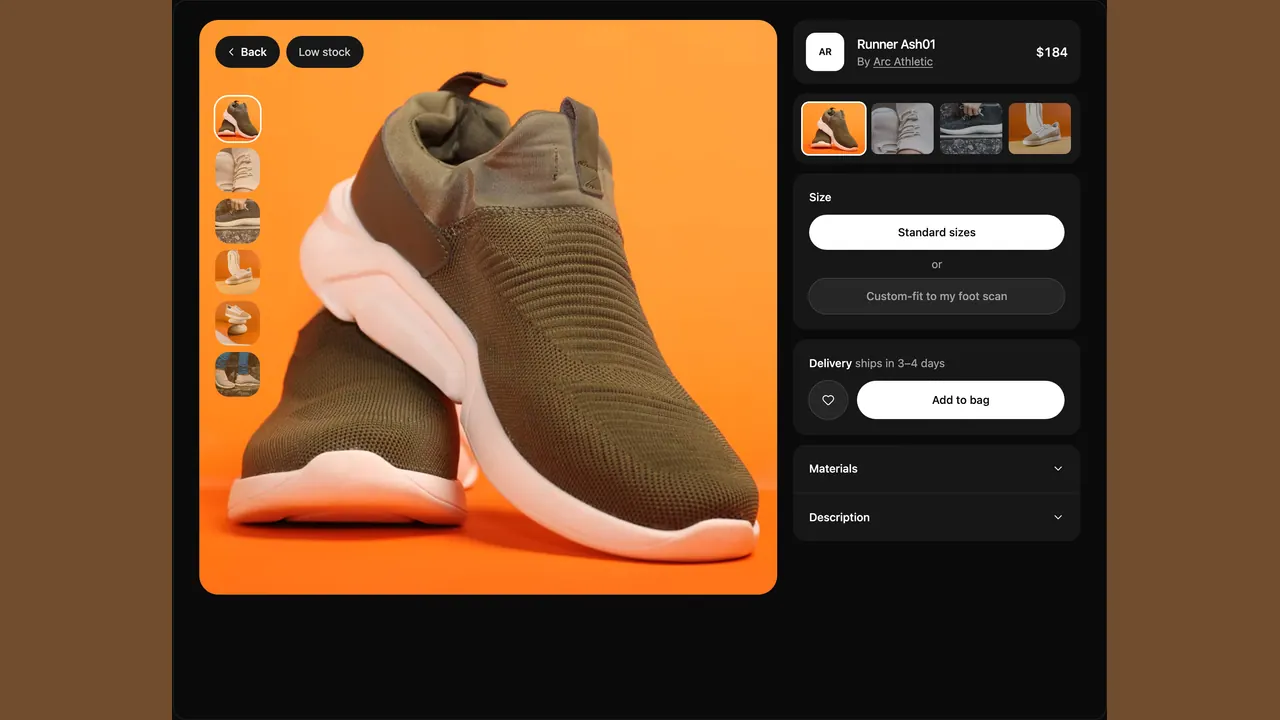 Back
Low stock
AR
Runner Ash01
By Arc Athletic
$184
Size
Standard sizes
or
Custom-fit to my foot scan
Delivery ships in 3–4 days
Add to bag
Materials
Description